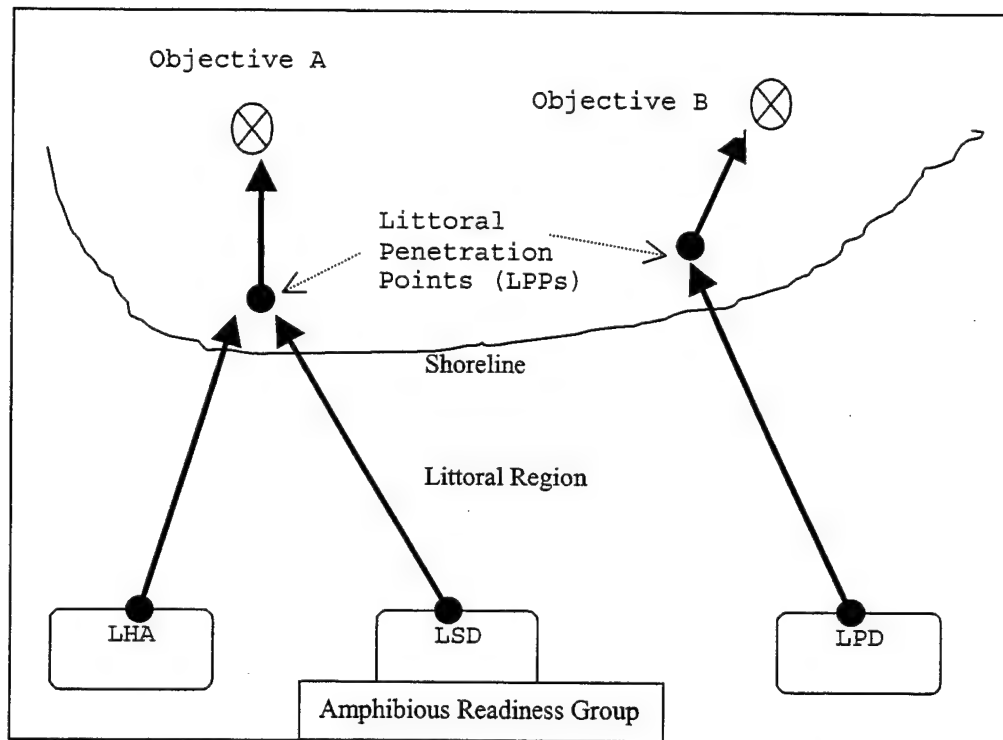 Objective A
Objective B
Littoral
Penetration
Points (LPPs)
Shoreline
Littoral Region
LHA
LSD
LPD
Amphibious Readiness Group